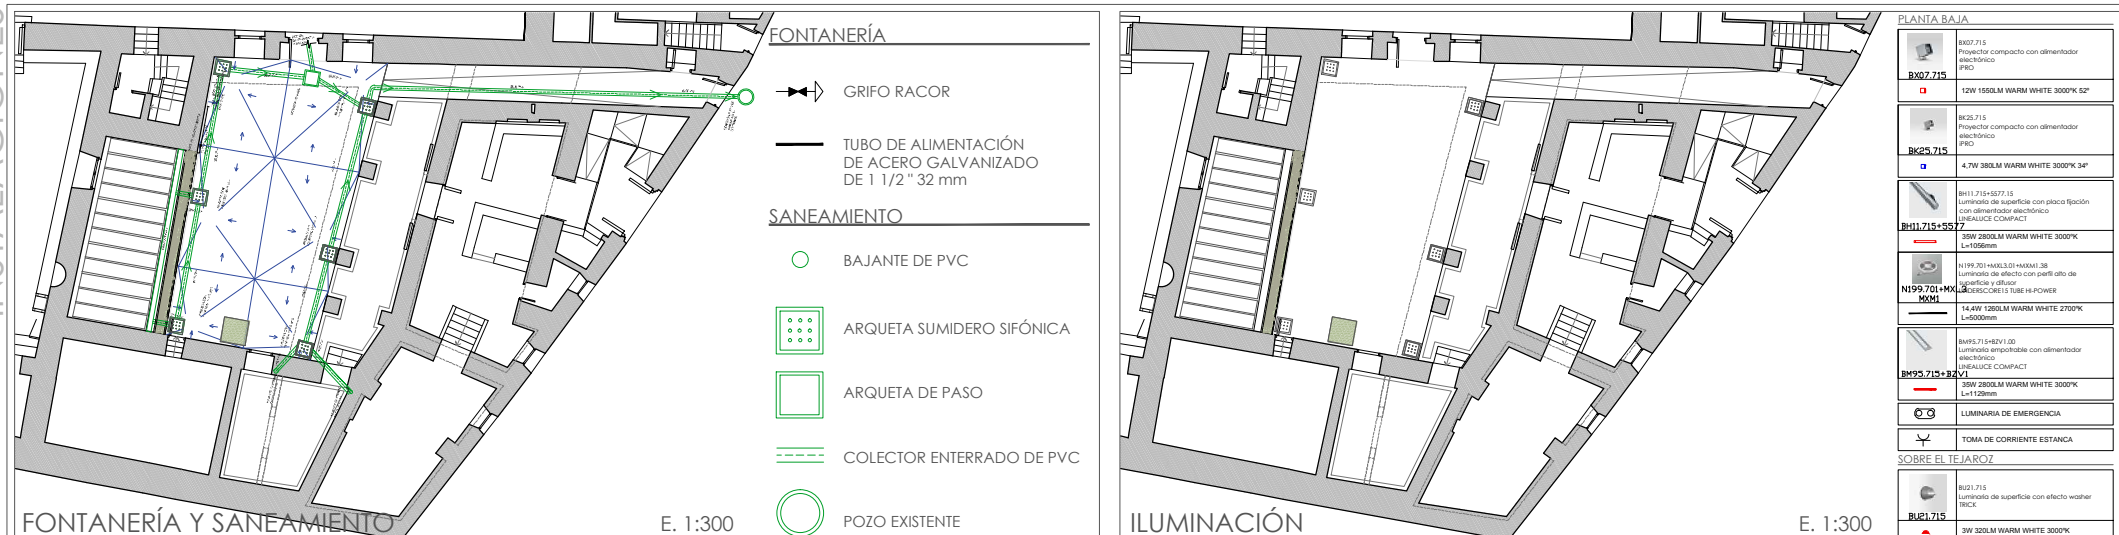 FONTANERÍA
GRIFO RACOR
TUBO DE ALIMENTACIÓN
DE ACERO GALVANIZADO
DE 1 1/2 " 32 mm
SANEAMIENTO
BAJANTE DE PVC
ARQUETA SUMIDERO SIFÓNICA
ARQUETA DE PASO
COLECTOR ENTERRADO DE PVC
POZO EXISTENTE
FONTANERÍA Y SANEAMIENTO
E. 1:300
ILUMINACIÓN
E. 1:300
PLANTA BAJA
BX07.715
BX07.715
Proyector compacto con alimentador
electrónico
iPRO
12W 1550LM WARM WHITE 3000ºK 52º
BK25.715
BK25.715
Proyector compacto con alimentador
electrónico
iPRO
4,7W 380LM WARM WHITE 3000ºK 34º
BH11.715+5577
BH11.715+5577.15
Luminaria de superficie con placa fijación
con alimentador electrónico
LINEALUCE COMPACT
35W 2800LM WARM WHITE 3000ºK
L=1056mm
MXM1
N199.701+MXL3.01+MXM1.38
Luminaria de efecto con perfil alto de
superficie y difusor
14,4W 1260LM WARM WHITE 2700ºK
L=5000mm
BM95.715+BZV1
BM95.715+BZV1.00
Luminaria empotrable con alimentador
electrónico
LINEALUCE COMPACT
35W 2800LM WARM WHITE 3000ºK
L=1129mm
LUMINARIA DE EMERGENCIA
TOMA DE CORRIENTE ESTANCA
SOBRE EL TEJAROZ
BU21.715
BU21.715
Luminaria de superficie con efecto washer
TRICK
3W 320LM WARM WHITE 3000ºK